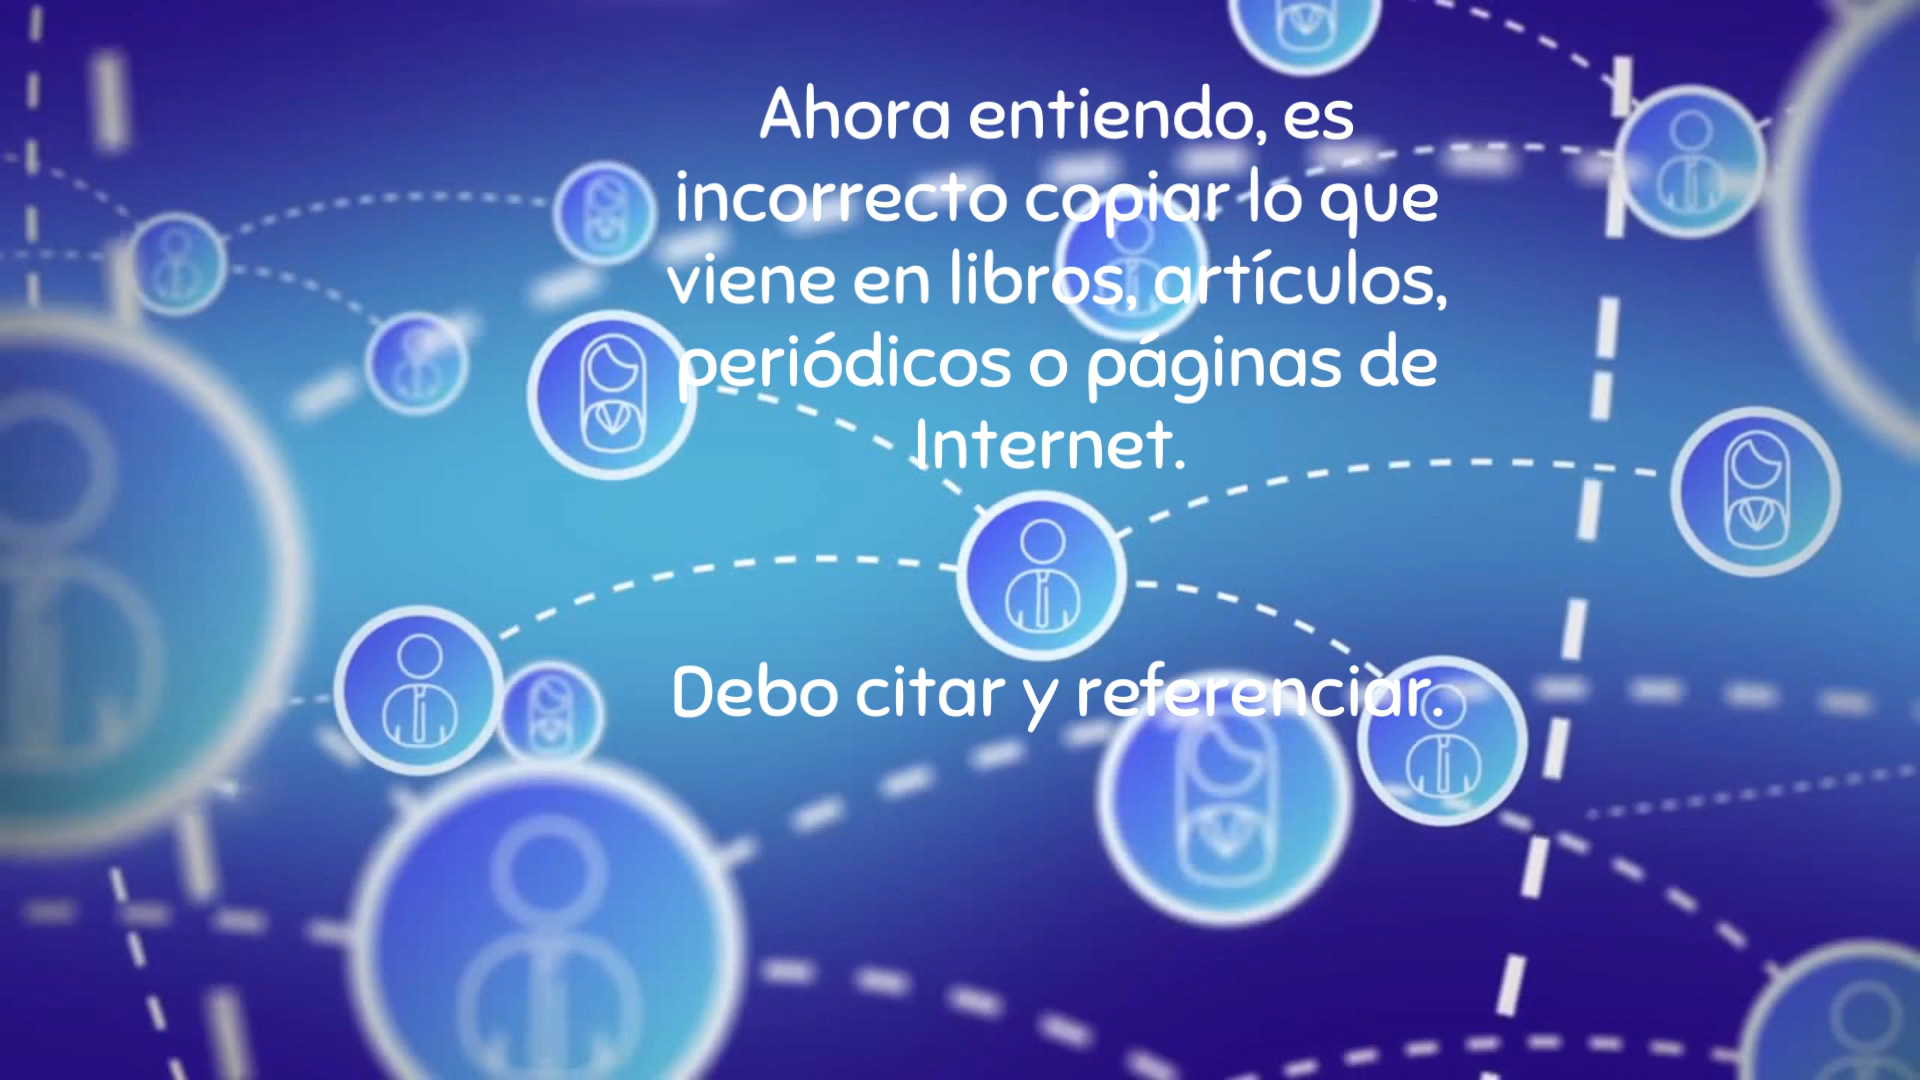 Ahora entiendo, es
incorrecto copiar lo que
viene en libros, artículos,
periódicos o páginas de
Internet.
Debo citar y referenciar.